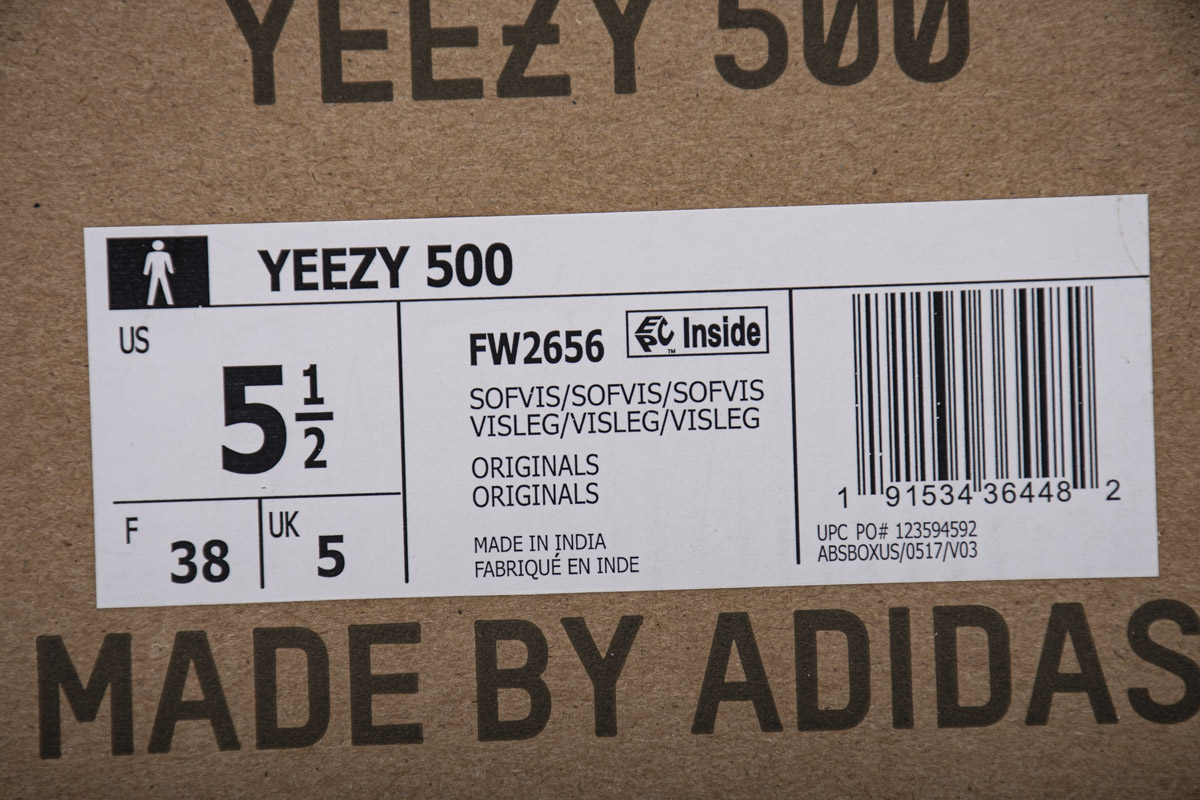 YEEZY 500
YEEZY 500
US
5 1/2
F
38
UK
5
FW2656
EPC Inside
™
SOFVIS/SOFVIS/SOFVIS
VISLEG/VISLEG/VISLEG
ORIGINALS
ORIGINALS
MADE IN INDIA
FABRIQUÉ EN INDE
1 91534 36448 2
UPC PO# 123594592
ABSBOXUS/0517/V03
MADE BY ADIDAS